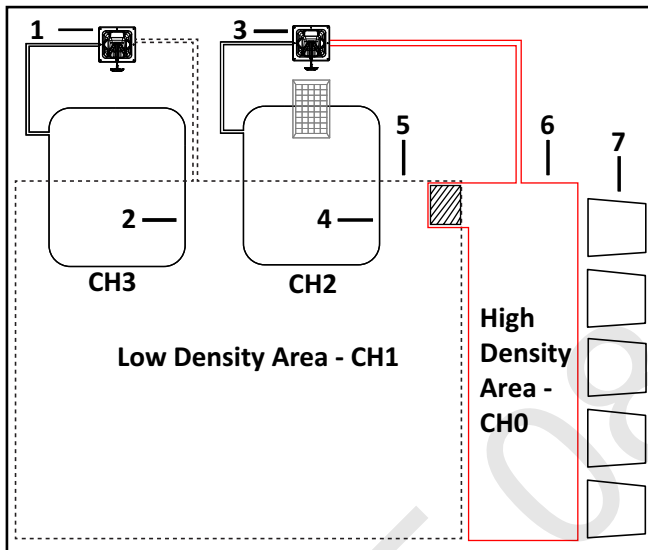 1
3
5
6
7
2
4
CH3
CH2
Low Density Area - CH1
High
Density
Area -
CH0